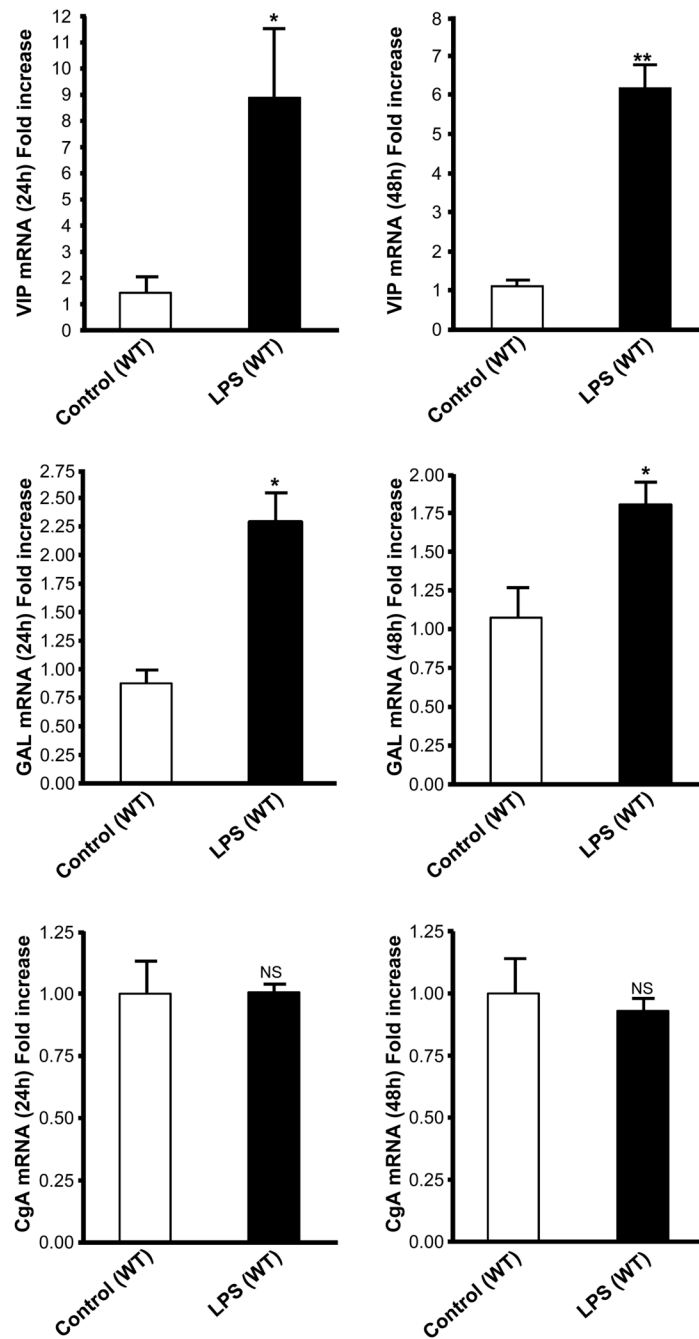 VIP mRNA (24h) Fold increase
12
11
10
9
8
7
6
5
4
3
2
1
0
*
Control (WT)
LPS (WT)
VIP mRNA (48h) Fold increase
8
7
6
5
4
3
2
1
0
**
Control (WT)
LPS (WT)
GAL mRNA (24h) Fold increase
2.75
2.50
2.25
2.00
1.75
1.50
1.25
1.00
0.75
0.50
0.25
0.00
*
Control (WT)
LPS (WT)
GAL mRNA (48h) Fold increase
2.00
1.75
1.50
1.25
1.00
0.75
0.50
0.25
0.00
*
Control (WT)
LPS (WT)
CgA mRNA (24h) Fold increase
1.25
1.00
0.75
0.50
0.25
0.00
NS
Control (WT)
LPS (WT)
CgA mRNA (48h) Fold increase
1.25
1.00
0.75
0.50
0.25
0.00
NS
Control (WT)
LPS (WT)